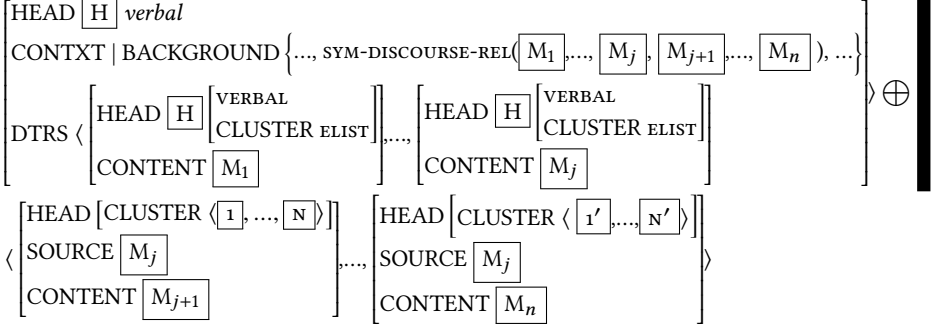 HEAD H verbal
CONTXT | BACKGROUND {..., SYM-DISCOURSE-REL( M1 ,..., Mj , Mj+1 ,..., Mn ), ...}
DTRS ⟨ [HEAD H [VERBAL CLUSTER ELIST] CONTENT M1] ,..., [HEAD H [VERBAL CLUSTER ELIST] CONTENT Mj] ⟩ ⊕
⟨ [HEAD [CLUSTER ⟨ 1 , ..., N ⟩] SOURCE Mj CONTENT Mj+1] ,..., [HEAD [CLUSTER ⟨ 1′ ,..., N′ ⟩] SOURCE Mj CONTENT Mn] ⟩